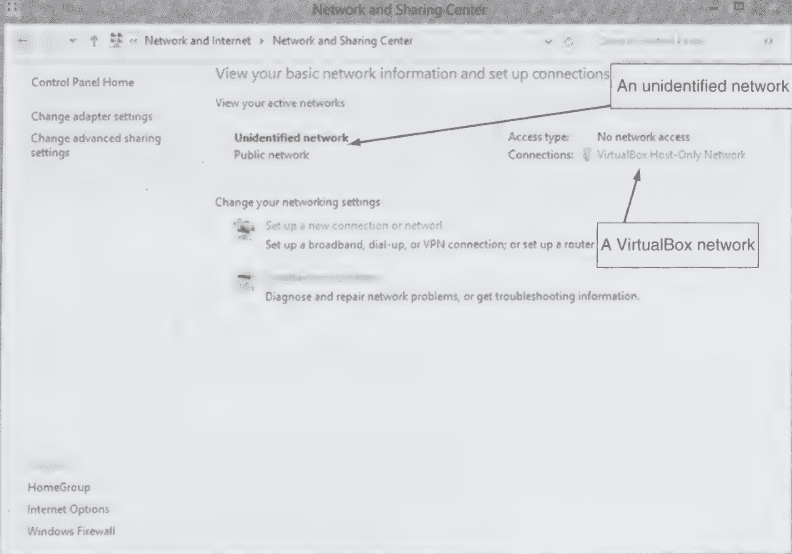 Network and Sharing Center
« Network and Internet › Network and Sharing Center
Control Panel Home
Change adapter settings
Change advanced sharing
settings
View your basic network information and set up connections
View your active networks
Unidentified network
Public network
Access type: No network access
Connections: VirtualBox Host-Only Network
An unidentified network
A VirtualBox network
Change your networking settings
Set up a new connection or network
Set up a broadband, dial-up, or VPN connection; or set up a router
Diagnose and repair network problems, or get troubleshooting information.
HomeGroup
Internet Options
Windows Firewall